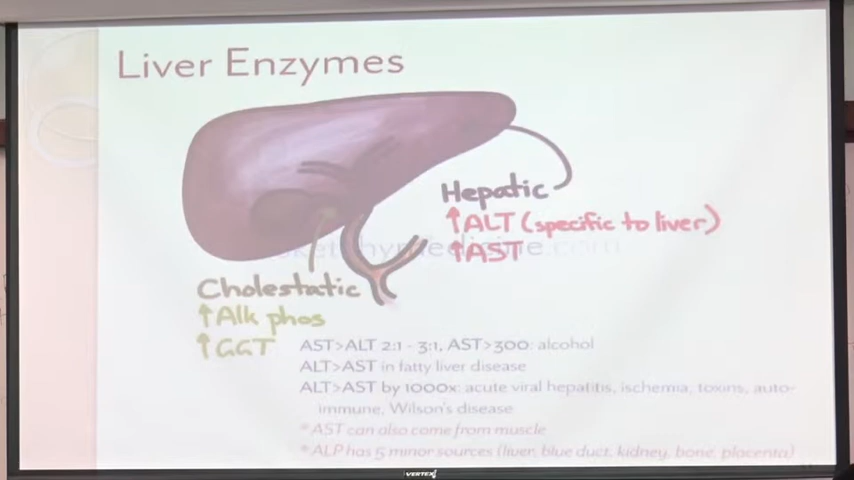 Liver Enzymes
Hepatic
↑ALT (specific to liver)
↑AST
sketchymedicine.com
Cholestatic
↑Alk phos
↑GGT
AST>ALT 2:1 - 3:1, AST>300: alcohol
ALT>AST in fatty liver disease
ALT>AST by 1000x: acute viral hepatitis, ischemia, toxins, auto-
immune, Wilson's disease
*AST can also come from muscle
*ALP has 5 minor sources (liver, blue duct, kidney, bone, placenta)
VERTEX